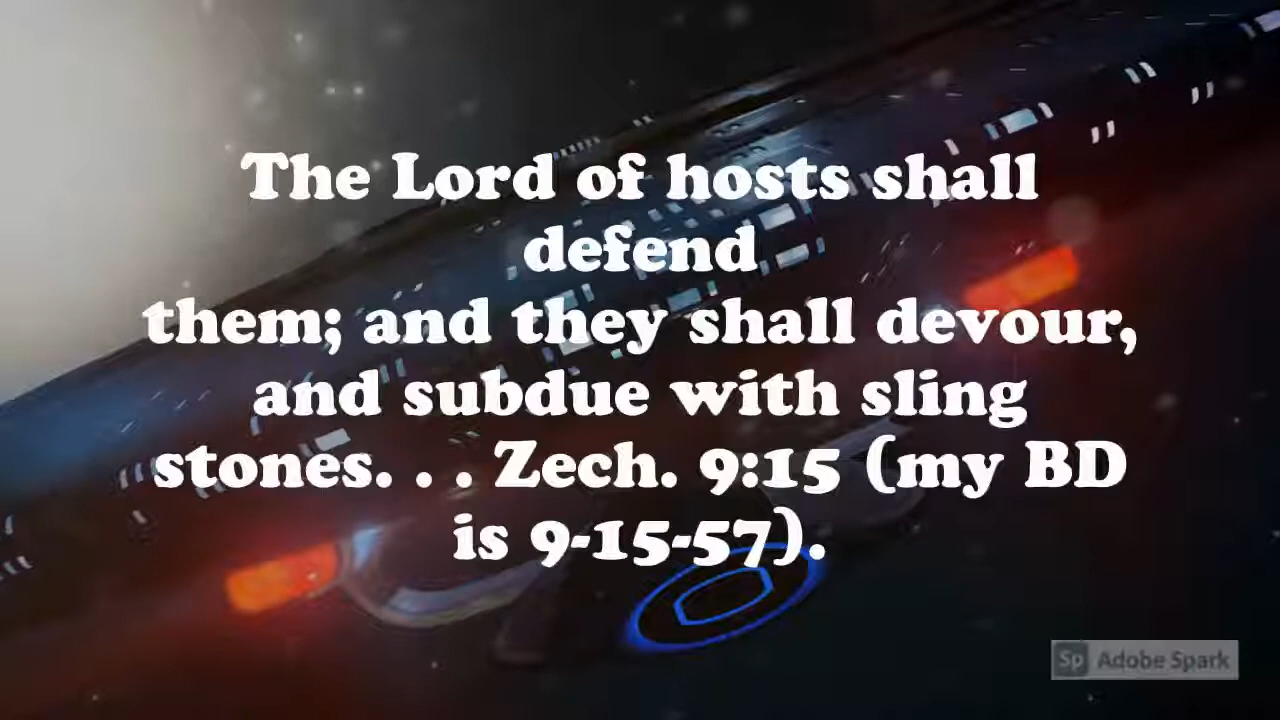 The Lord of hosts shall
defend
them; and they shall devour,
and subdue with sling
stones. . . Zech. 9:15 (my BD
is 9-15-57).
Sp Adobe Spark